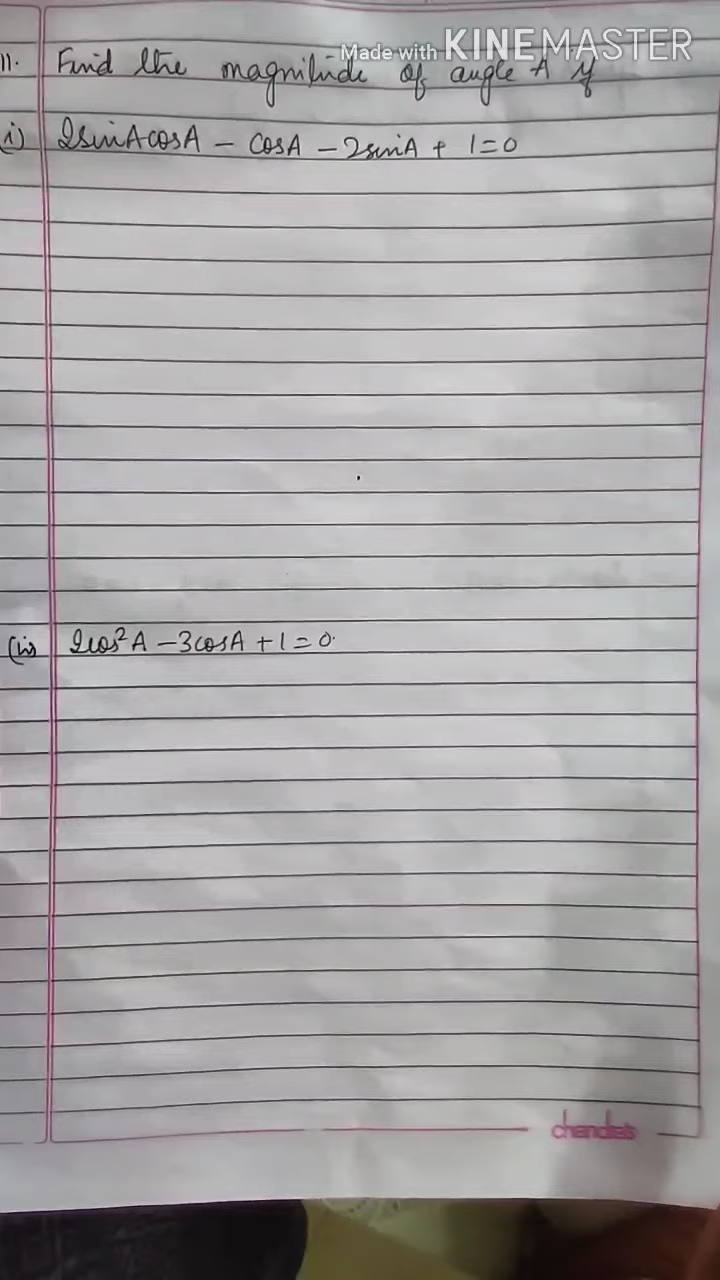 Made with KINEMASTER
11. Find the magnitude of angle A if
(i) 2sinAcosA - cosA - 2sinA + 1=0
(ii) 2cos²A - 3cosA + 1 = 0.
chandra's